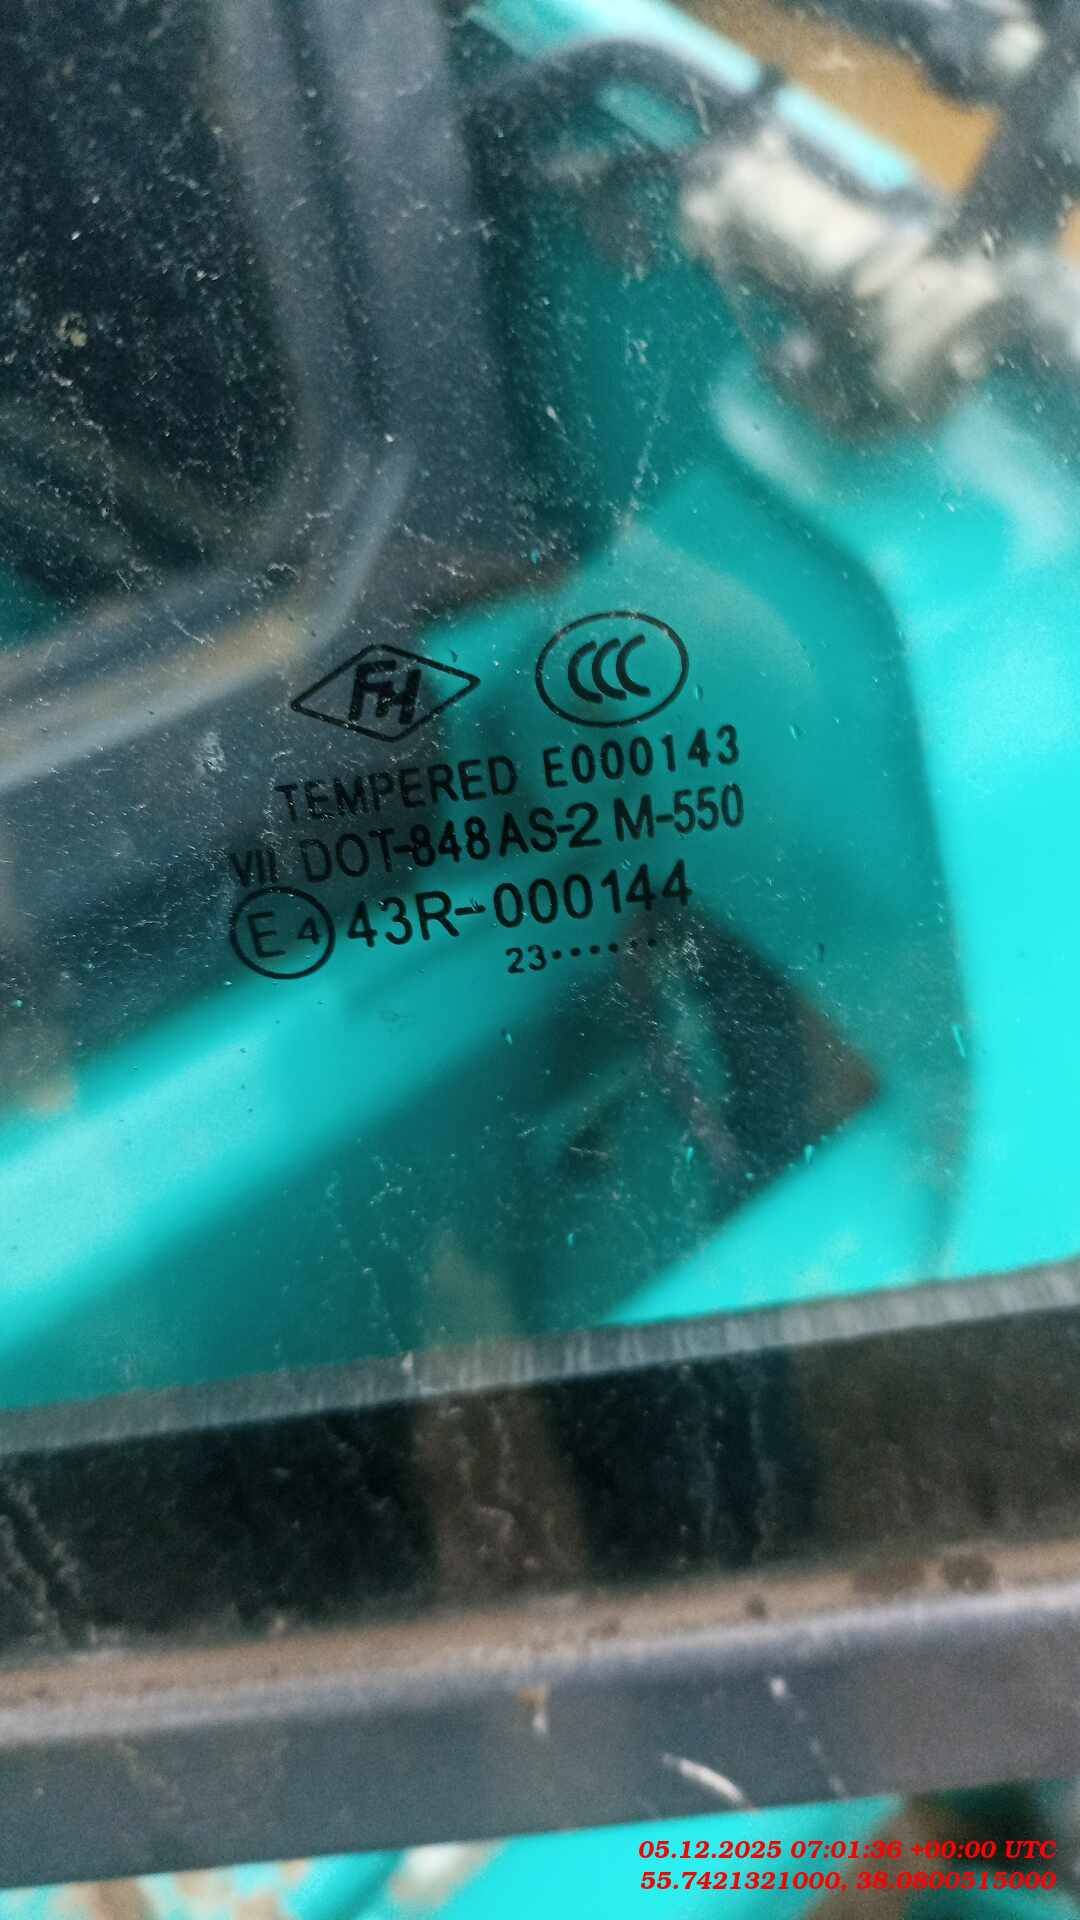 FH CCC
TEMPERED E000143
VII DOT-848 AS-2 M-550
E4 43R-000144
23······
05.12.2025 07:01:36 +00:00 UTC
55.7421321000, 38.0800515000